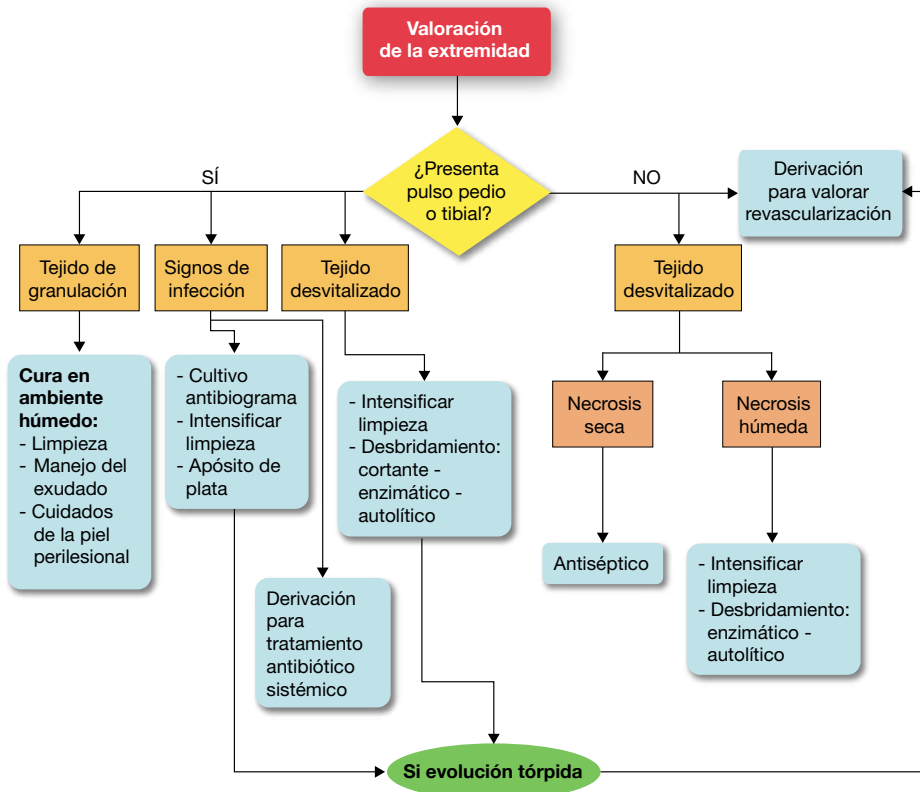 Valoración
de la extremidad
¿Presenta
pulso pedio
o tibial?
SÍ
NO
Derivación
para valorar
revascularización
Tejido de
granulación
Signos de
infección
Tejido
desvitalizado
Tejido
desvitalizado
Cura en
ambiente
húmedo:
- Limpieza
- Manejo del
exudado
- Cuidados
de la piel
perilesional
- Cultivo
antibiograma
- Intensificar
limpieza
- Apósito de
plata
- Intensificar
limpieza
- Desbridamiento:
cortante -
enzimático -
autolítico
Necrosis
seca
Necrosis
húmeda
Antiséptico
- Intensificar
limpieza
- Desbridamiento:
enzimático -
autolítico
Derivación
para
tratamiento
antibiótico
sistémico
Si evolución tórpida